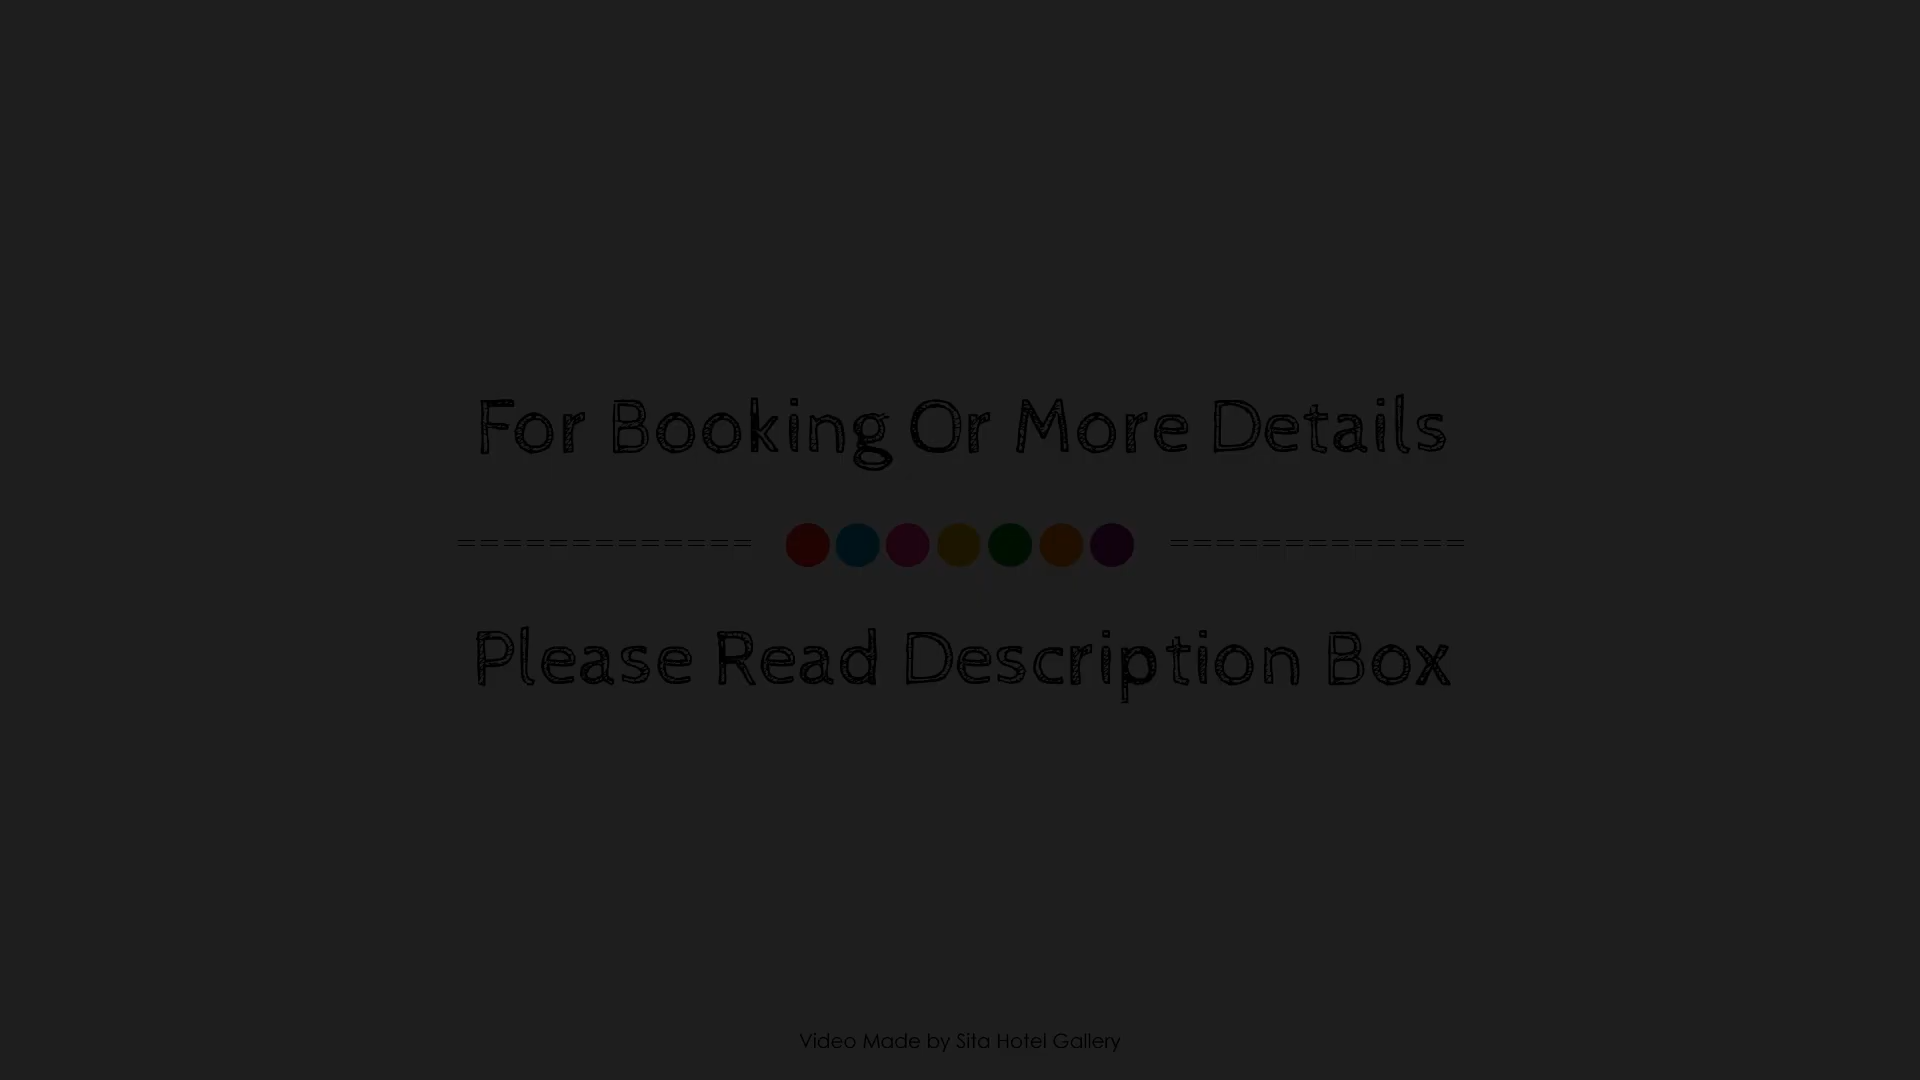 For Booking Or More Details
============= =============
Please Read Description Box
Video Made by Sita Hotel Gallery